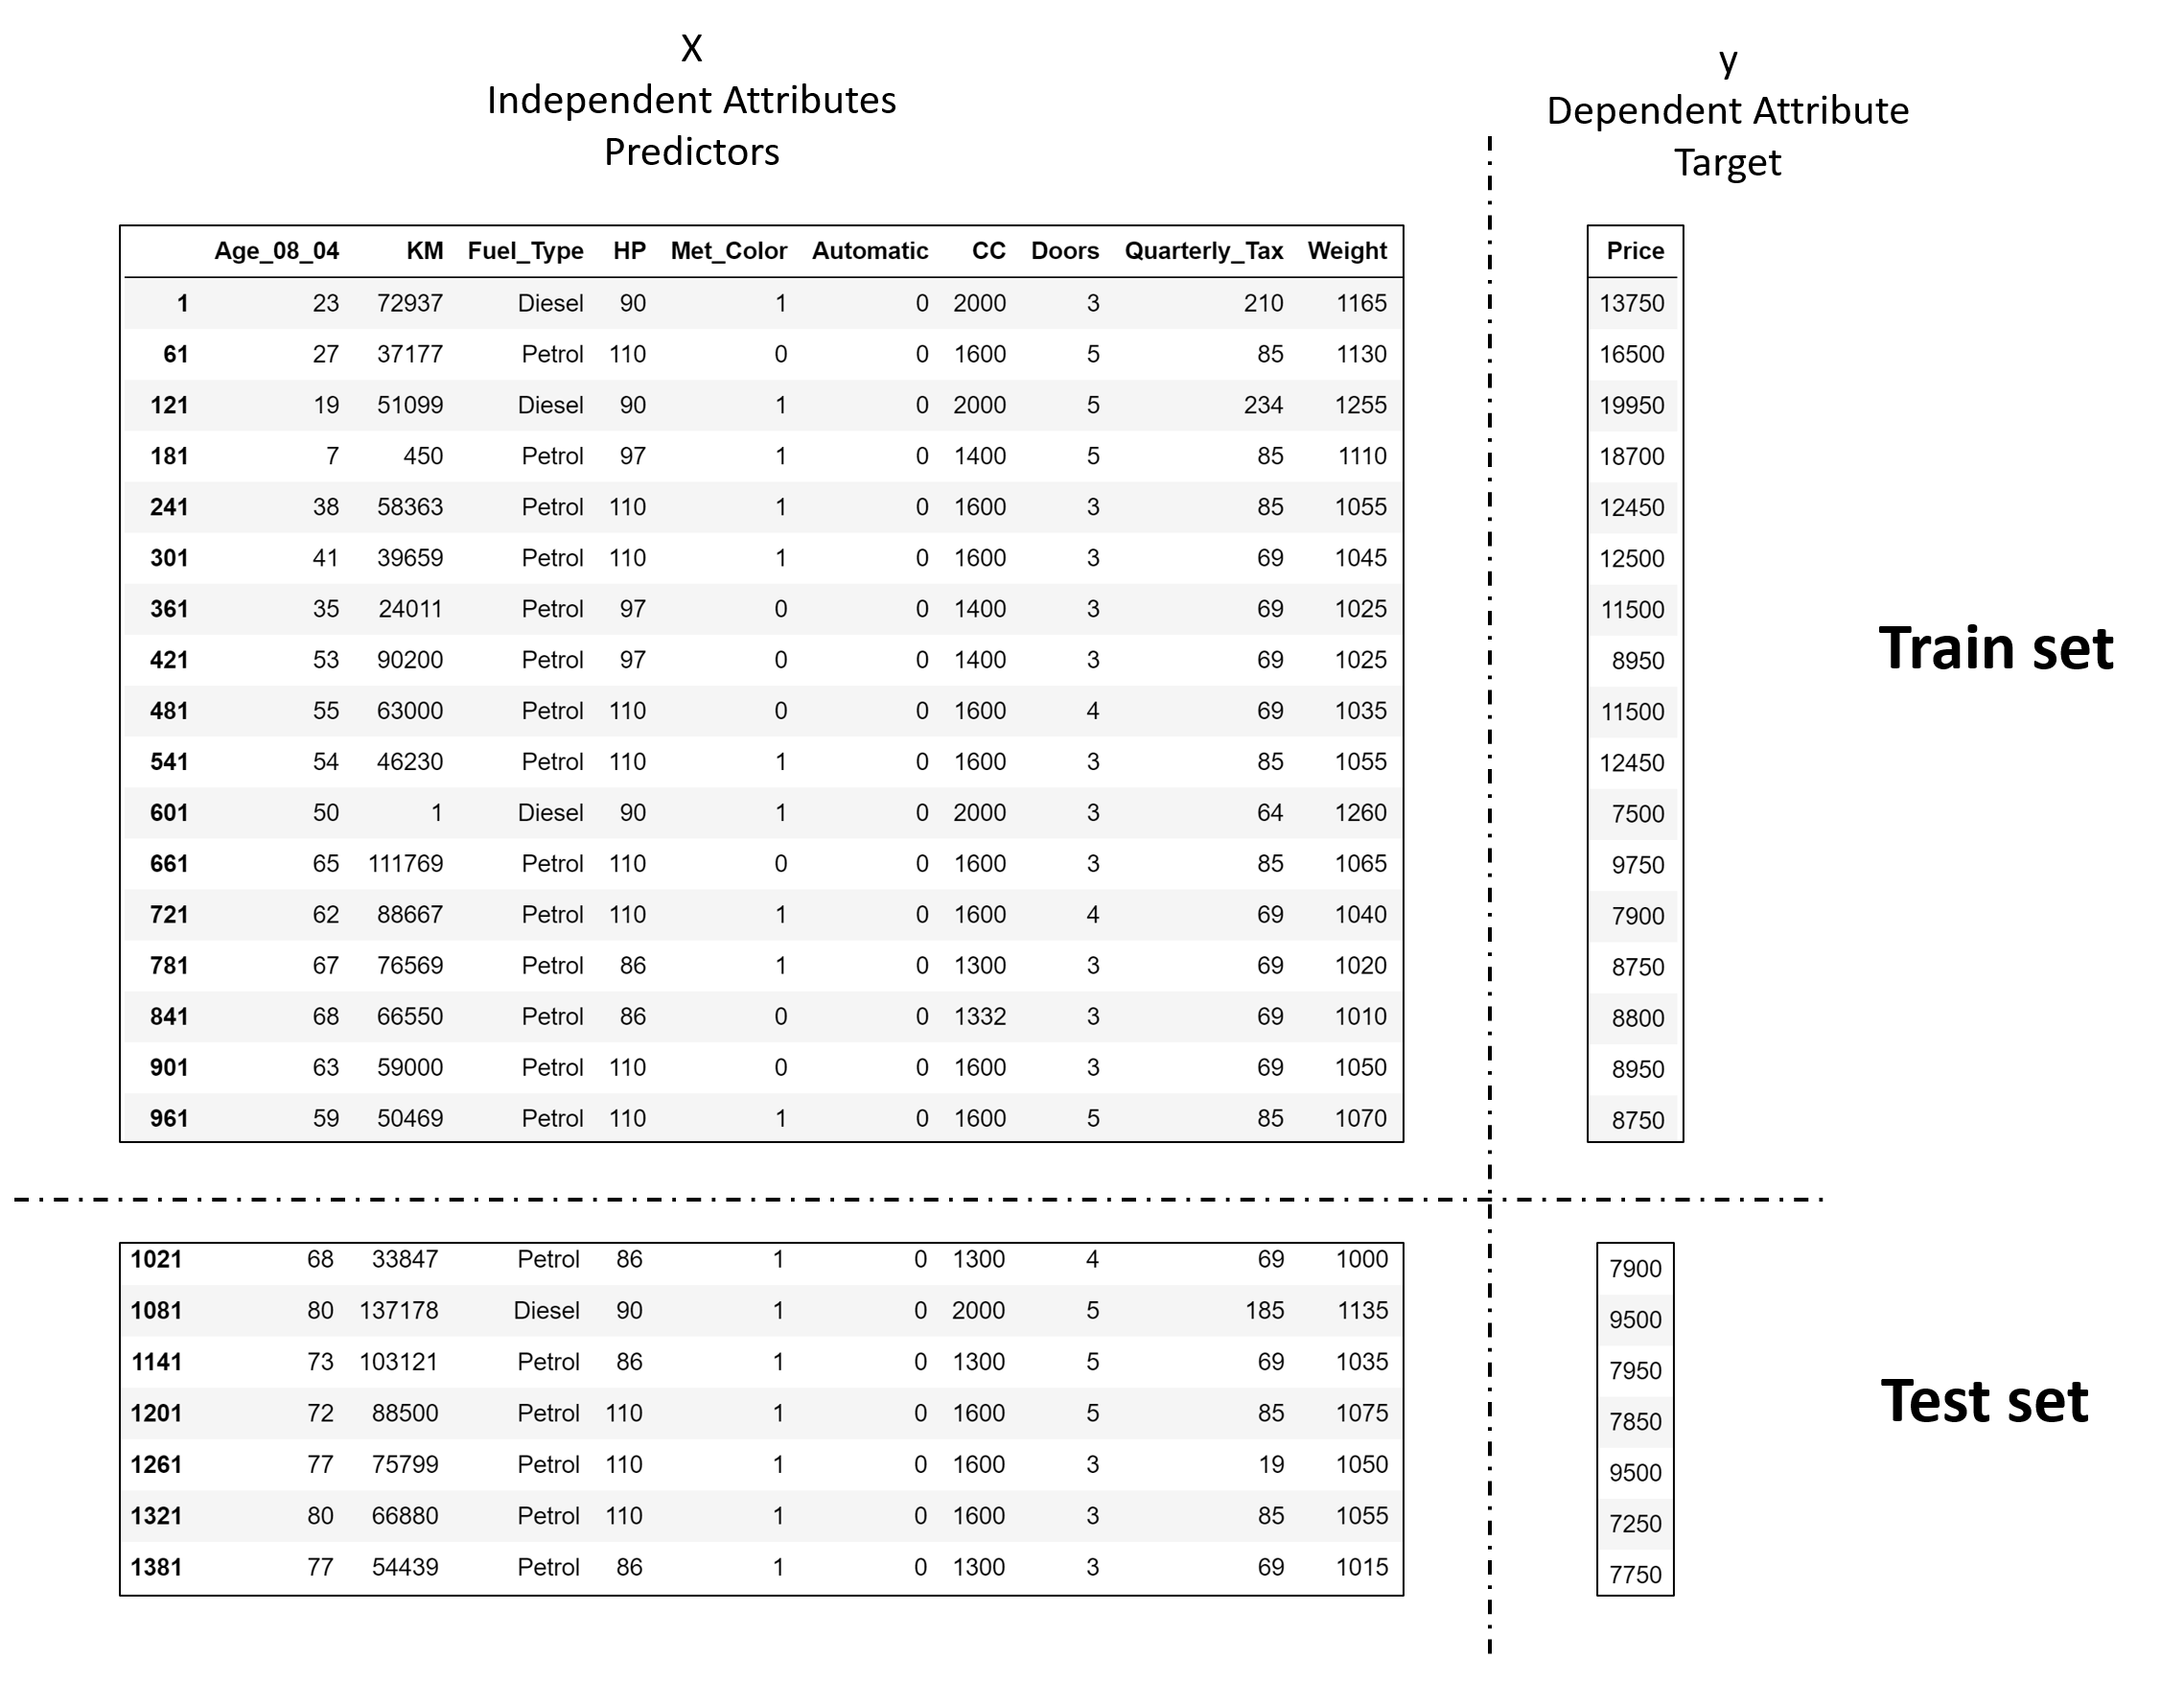 X
Independent Attributes
Predictors
y
Dependent Attribute
Target
Age_08_04 KM Fuel_Type HP Met_Color Automatic CC Doors Quarterly_Tax Weight Price
1 23 72937 Diesel 90 1 0 2000 3 210 1165 13750
61 27 37177 Petrol 110 0 0 1600 5 85 1130 16500
121 19 51099 Diesel 90 1 0 2000 5 234 1255 19950
181 7 450 Petrol 97 1 0 1400 5 85 1110 18700
241 38 58363 Petrol 110 1 0 1600 3 85 1055 12450
301 41 39659 Petrol 110 1 0 1600 3 69 1045 12500
361 35 24011 Petrol 97 0 0 1400 3 69 1025 11500
421 53 90200 Petrol 97 0 0 1400 3 69 1025 8950
481 55 63000 Petrol 110 0 0 1600 4 69 1035 11500
541 54 46230 Petrol 110 1 0 1600 3 85 1055 12450
601 50 1 Diesel 90 1 0 2000 3 64 1260 7500
661 65 111769 Petrol 110 0 0 1600 3 85 1065 9750
721 62 88667 Petrol 110 1 0 1600 4 69 1040 7900
781 67 76569 Petrol 86 1 0 1300 3 69 1020 8750
841 68 66550 Petrol 86 0 0 1332 3 69 1010 8800
901 63 59000 Petrol 110 0 0 1600 3 69 1050 8950
961 59 50469 Petrol 110 1 0 1600 5 85 1070 8750
Train set
1021 68 33847 Petrol 86 1 0 1300 4 69 1000 7900
1081 80 137178 Diesel 90 1 0 2000 5 185 1135 9500
1141 73 103121 Petrol 86 1 0 1300 5 69 1035 7950
1201 72 88500 Petrol 110 1 0 1600 5 85 1075 7850
1261 77 75799 Petrol 110 1 0 1600 3 19 1050 9500
1321 80 66880 Petrol 110 1 0 1600 3 85 1055 7250
1381 77 54439 Petrol 86 1 0 1300 3 69 1015 7750
Test set